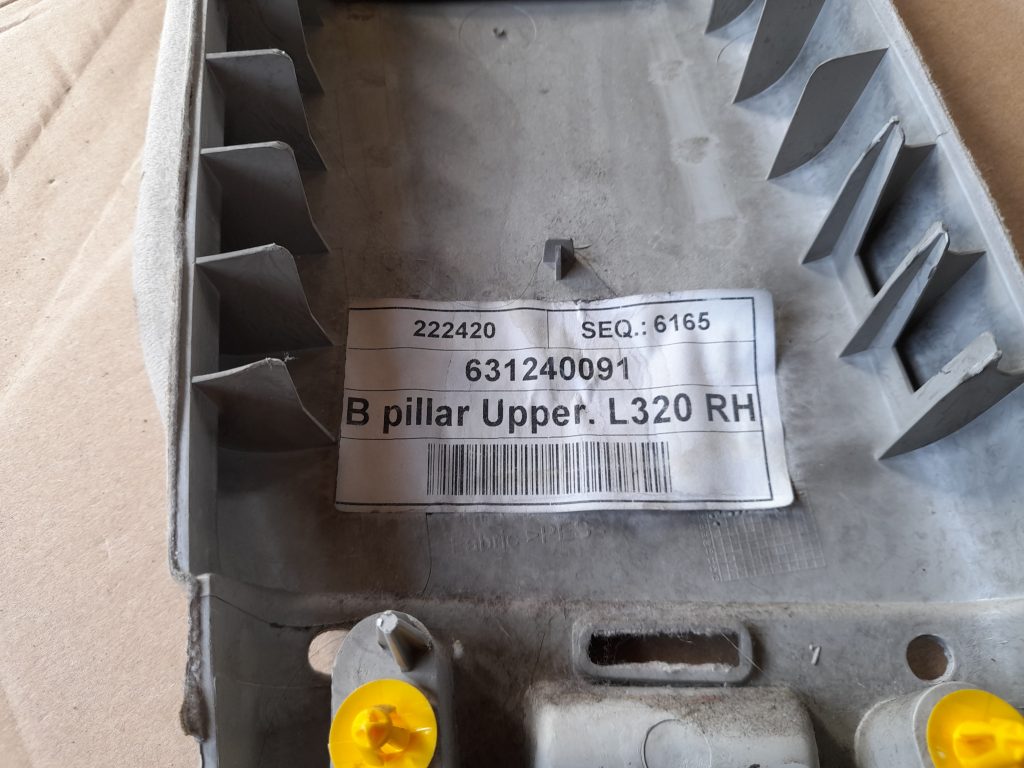 222420 SEQ.: 6165
631240091
B pillar Upper. L320 RH